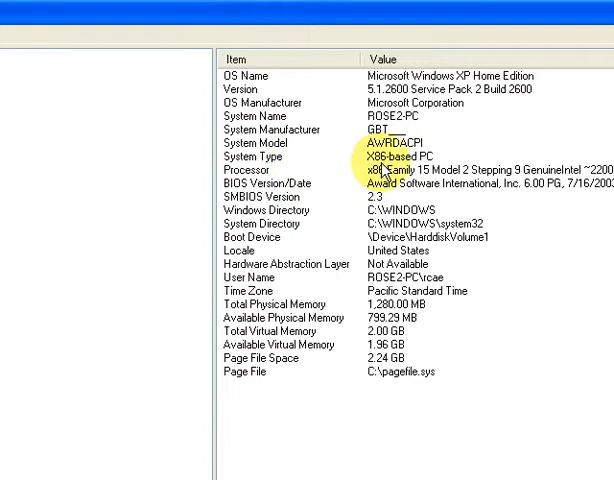 Item Value
OS Name Microsoft Windows XP Home Edition
Version 5.1.2600 Service Pack 2 Build 2600
OS Manufacturer Microsoft Corporation
System Name ROSE2-PC
System Manufacturer GBT___
System Model AWRDACPI
System Type X86-based PC
Processor x86 Family 15 Model 2 Stepping 9 GenuineIntel ~2200
BIOS Version/Date Award Software International, Inc. 6.00 PG, 7/16/2003
SMBIOS Version 2.3
Windows Directory C:\WINDOWS
System Directory C:\WINDOWS\system32
Boot Device \Device\HarddiskVolume1
Locale United States
Hardware Abstraction Layer Not Available
User Name ROSE2-PC\rcae
Time Zone Pacific Standard Time
Total Physical Memory 1,280.00 MB
Available Physical Memory 799.29 MB
Total Virtual Memory 2.00 GB
Available Virtual Memory 1.96 GB
Page File Space 2.24 GB
Page File C:\pagefile.sys